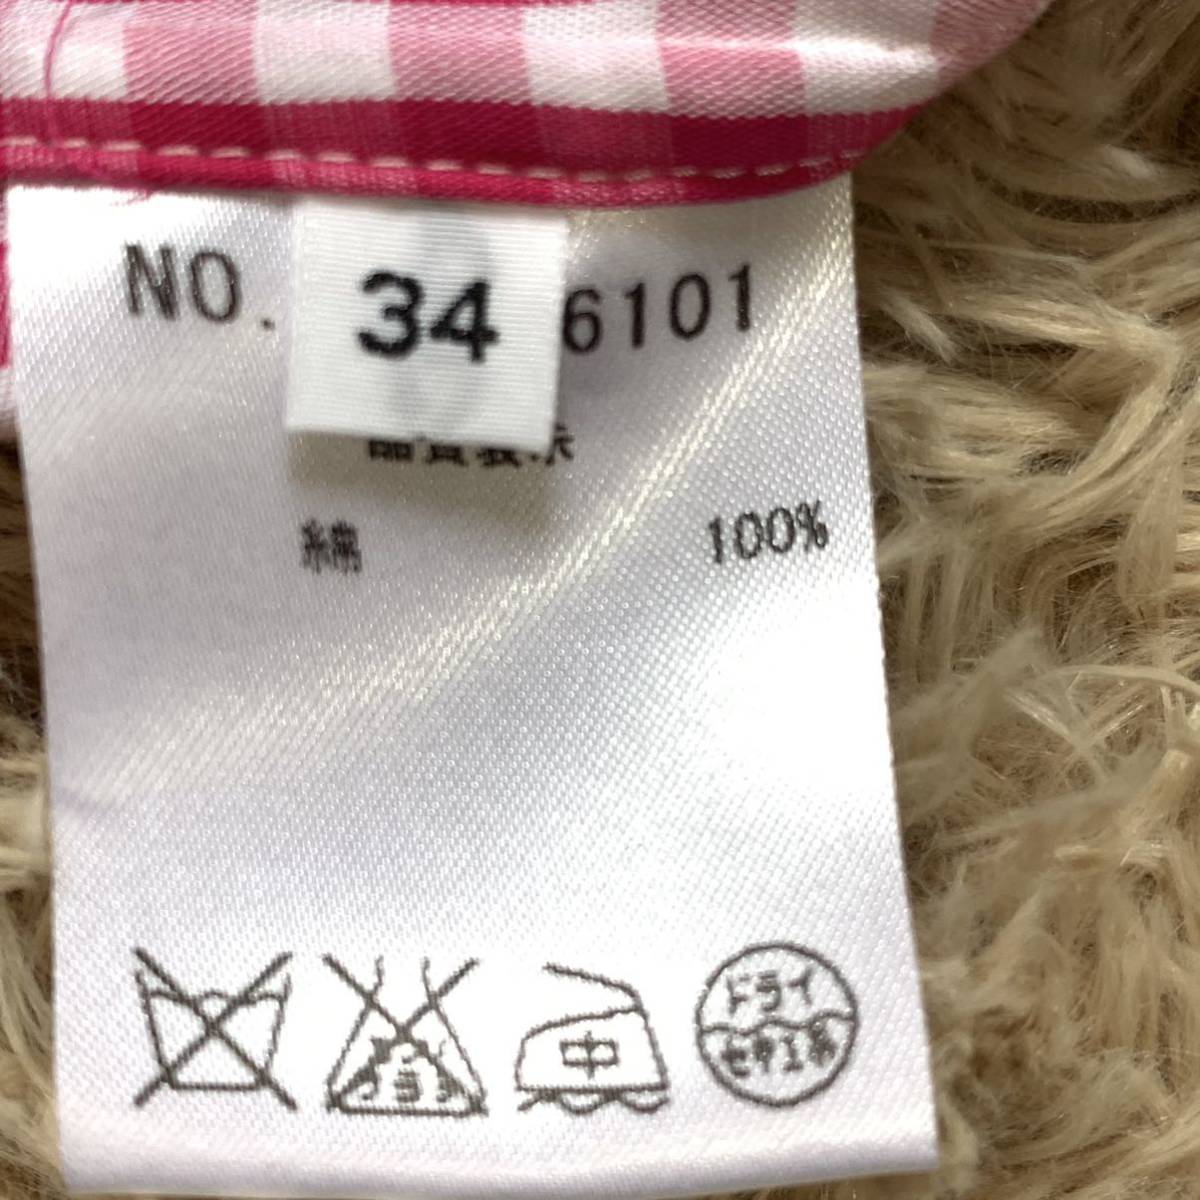 NO. 6101
34
品質表示
綿 100%
中
ドライ
セキユ系